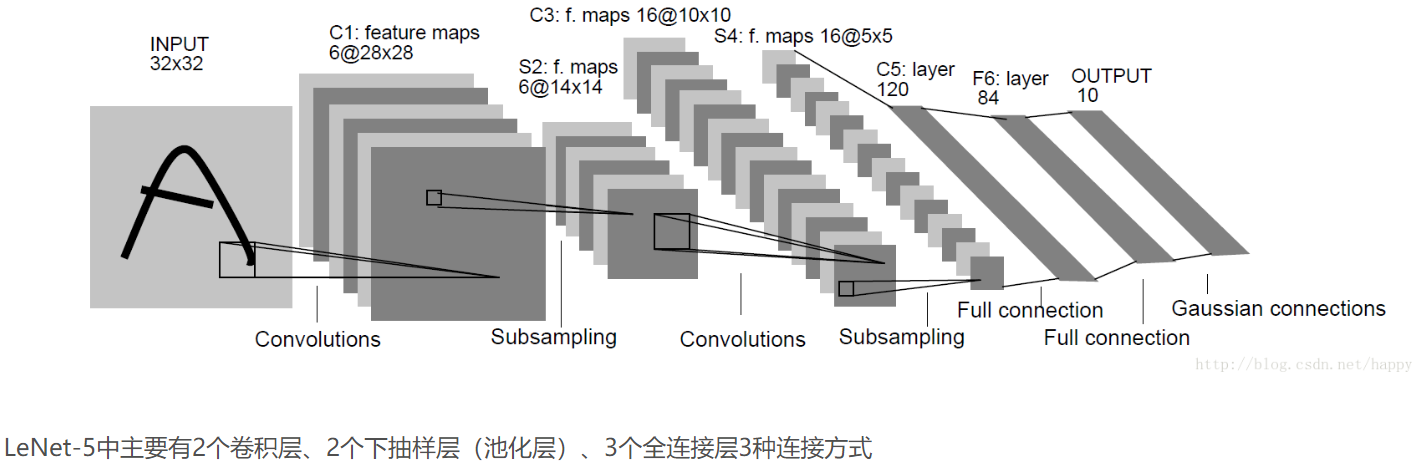 INPUT
32x32
C1: feature maps
6@28x28
S2: f. maps
6@14x14
C3: f. maps 16@10x10
S4: f. maps 16@5x5
C5: layer
120
F6: layer
84
OUTPUT
10
Convolutions
Subsampling
Convolutions
Subsampling
Full connection
Full connection
Gaussian connections
http://blog.csdn.net/happy
LeNet-5中主要有2个卷积层、2个下抽样层（池化层）、3个全连接层3种连接方式